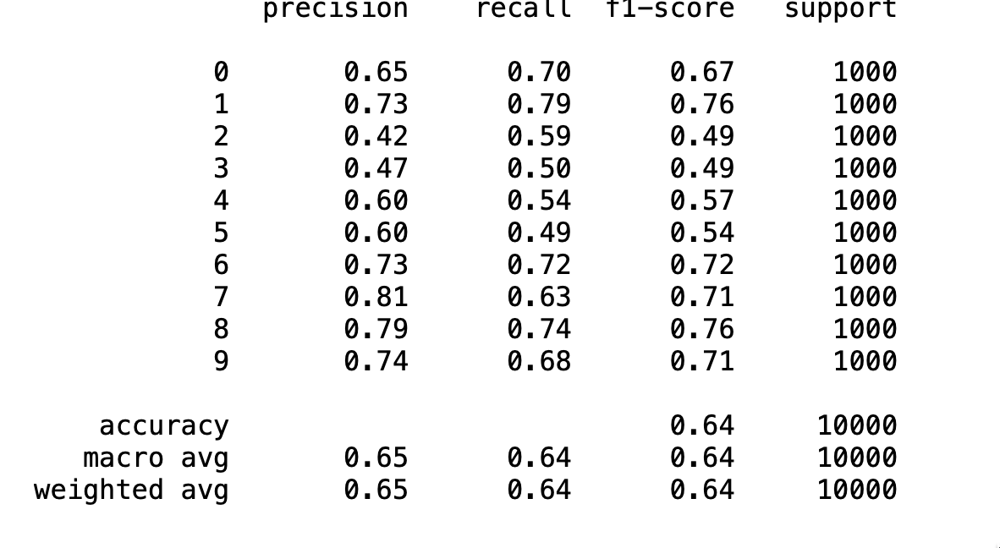 precision recall f1-score support
0 0.65 0.70 0.67 1000
1 0.73 0.79 0.76 1000
2 0.42 0.59 0.49 1000
3 0.47 0.50 0.49 1000
4 0.60 0.54 0.57 1000
5 0.60 0.49 0.54 1000
6 0.73 0.72 0.72 1000
7 0.81 0.63 0.71 1000
8 0.79 0.74 0.76 1000
9 0.74 0.68 0.71 1000
accuracy 0.64 10000
macro avg 0.65 0.64 0.64 10000
weighted avg 0.65 0.64 0.64 10000